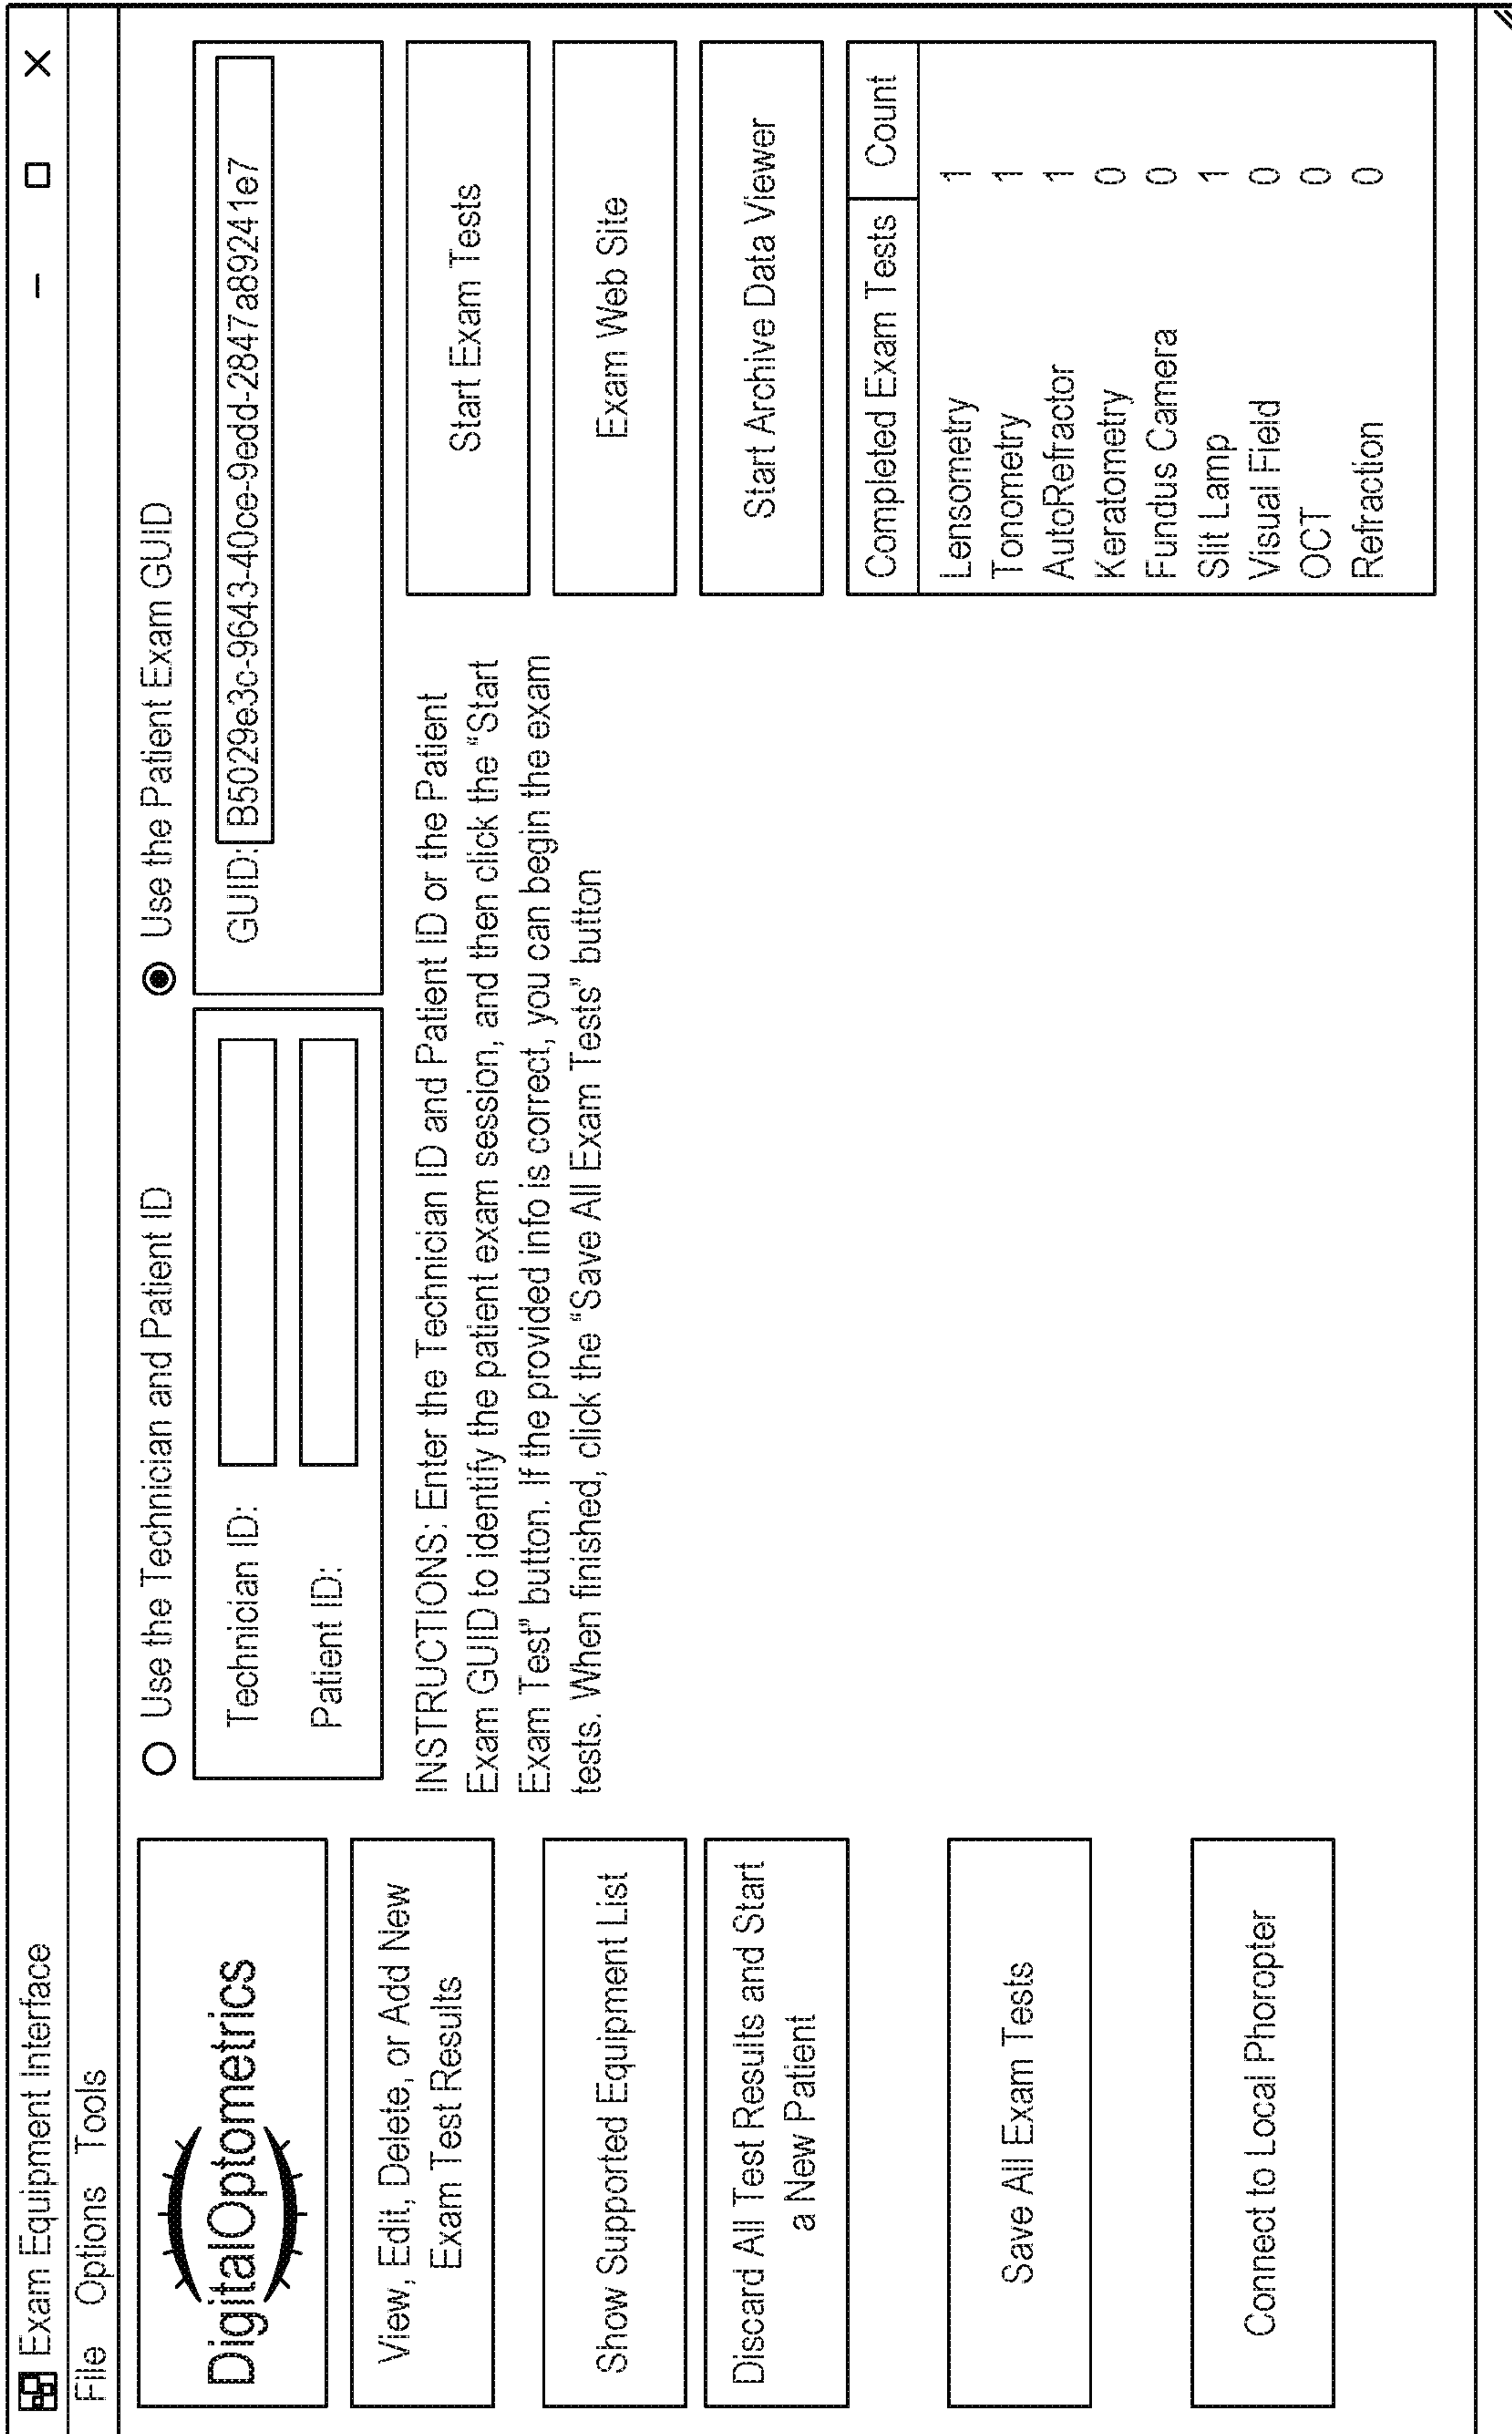 Exam Equipment Interface
File Options Tools
DigitalOptometrics
View, Edit, Delete, or Add New
Exam Test Results
Show Supported Equipment List
Discard All Test Results and Start
a New Patient
Save All Exam Tests
Connect to Local Phoropter
Use the Technician and Patient ID
Technician ID:
Patient ID:
Use the Patient Exam GUID
GUID: B5029e3c-9643-40ce-9edd-2847a89241e7
INSTRUCTIONS: Enter the Technician ID and Patient ID or the Patient
Exam GUID to identify the patient exam session, and then click the “Start
Exam Test” button. If the provided info is correct, you can begin the exam
tests. When finished, click the “Save All Exam Tests” button
Start Exam Tests
Exam Web Site
Start Archive Data Viewer
Completed Exam Tests Count
Lensometry 1
Tonometry 1
AutoRefractor 1
Keratometry 0
Fundus Camera 0
Slit Lamp 1
Visual Field 0
OCT 0
Refraction 0